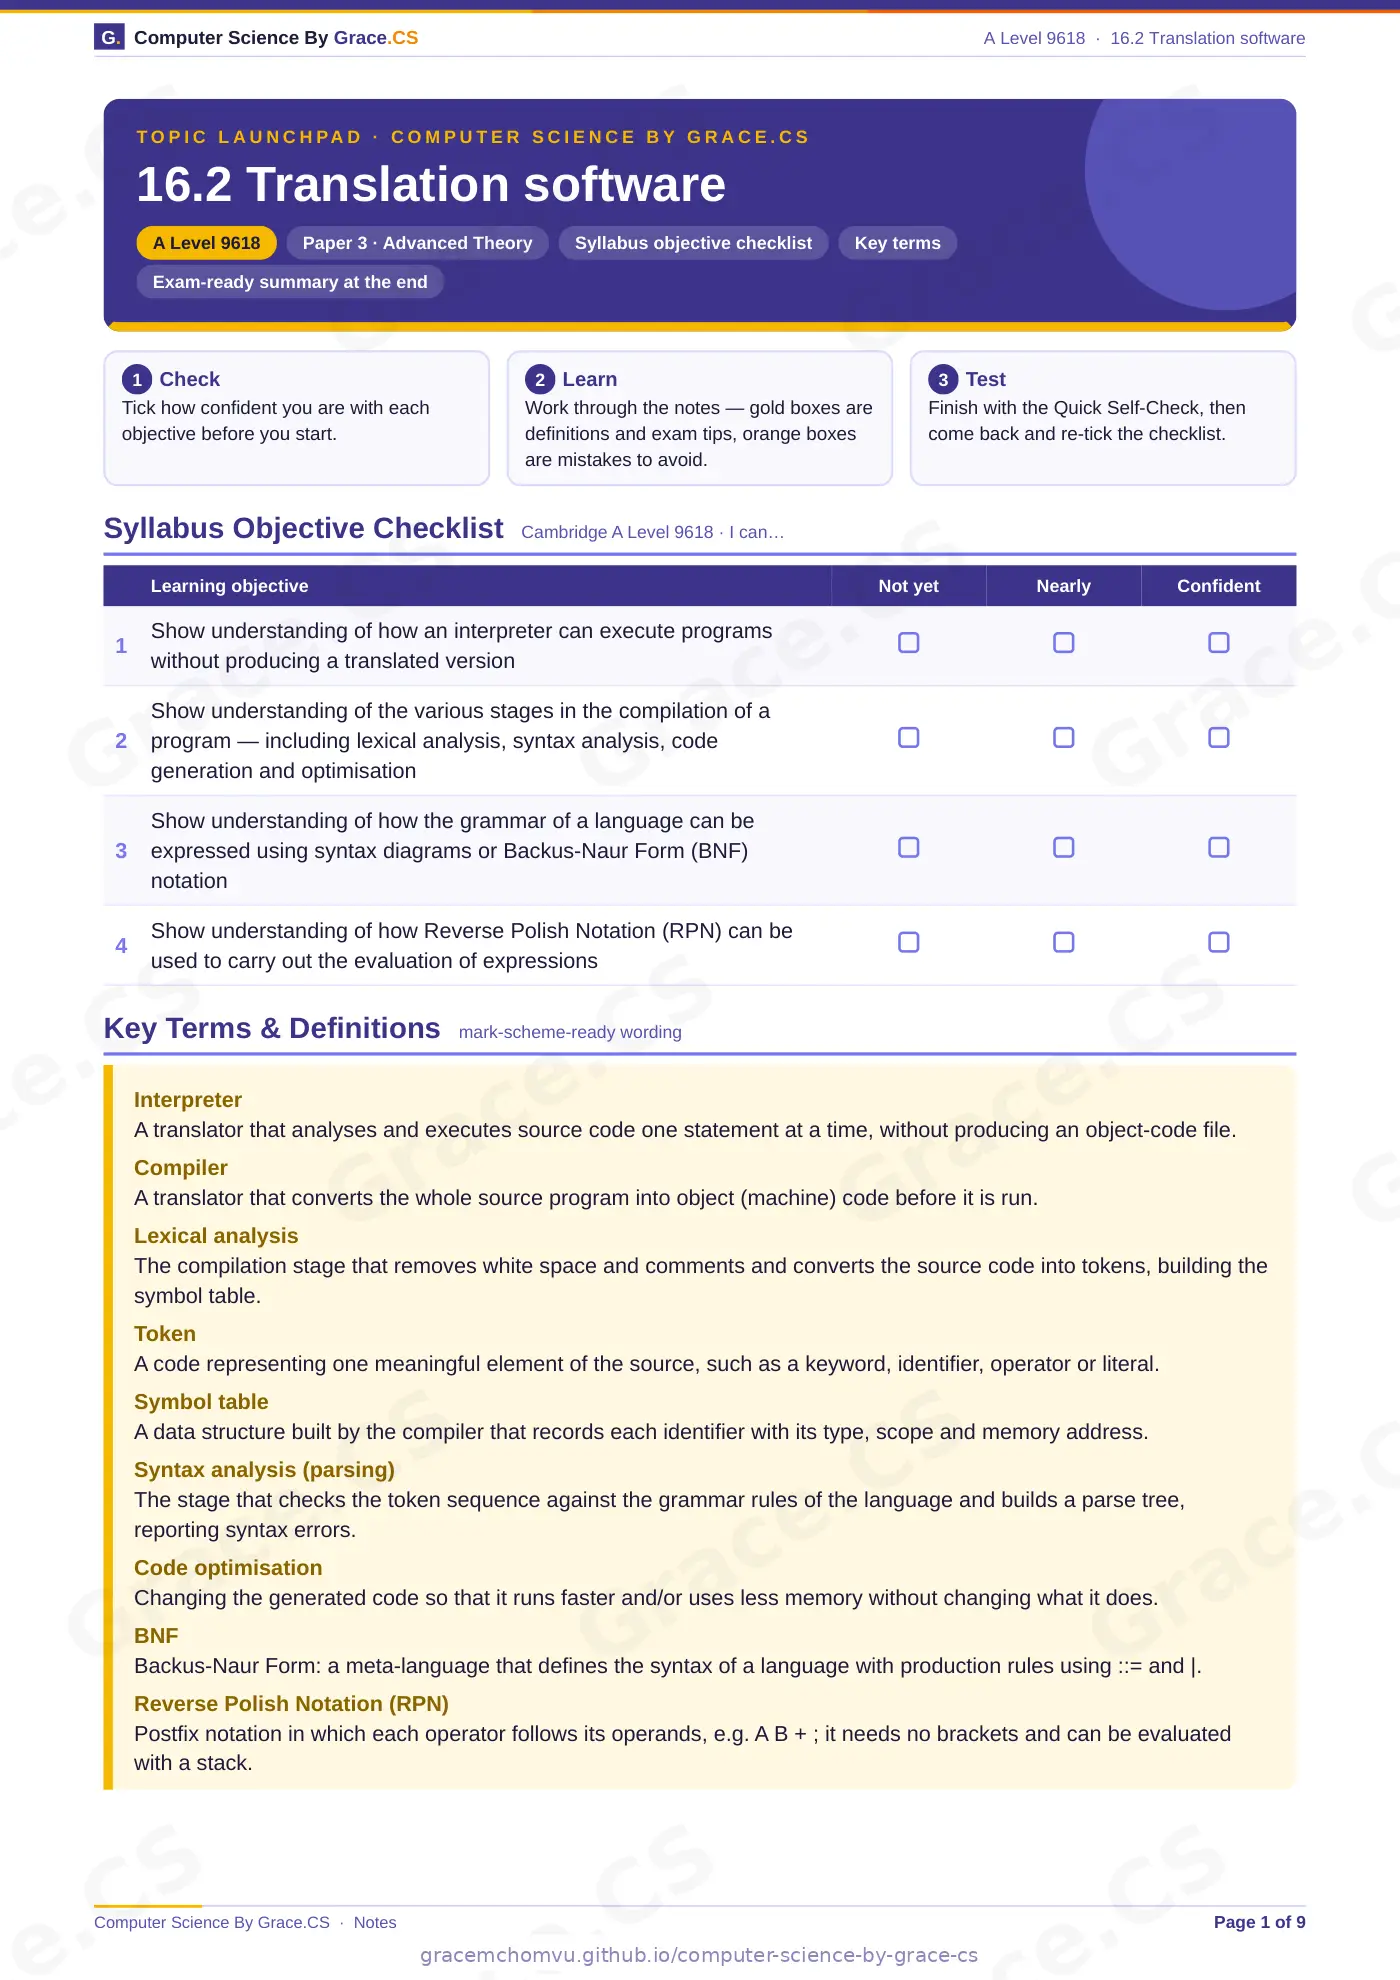 G. Computer Science By Grace.CS
A Level 9618 · 16.2 Translation software
TOPIC LAUNCHPAD · COMPUTER SCIENCE BY GRACE.CS
16.2 Translation software
A Level 9618
Paper 3 · Advanced Theory
Syllabus objective checklist
Key terms
Exam-ready summary at the end
1 Check
Tick how confident you are with each
objective before you start.
2 Learn
Work through the notes — gold boxes are
definitions and exam tips, orange boxes
are mistakes to avoid.
3 Test
Finish with the Quick Self-Check, then
come back and re-tick the checklist.
Syllabus Objective Checklist Cambridge A Level 9618 · I can…
Learning objective Not yet Nearly Confident
1 Show understanding of how an interpreter can execute programs
without producing a translated version
2 Show understanding of the various stages in the compilation of a
program — including lexical analysis, syntax analysis, code
generation and optimisation
3 Show understanding of how the grammar of a language can be
expressed using syntax diagrams or Backus-Naur Form (BNF)
notation
4 Show understanding of how Reverse Polish Notation (RPN) can be
used to carry out the evaluation of expressions
Key Terms & Definitions mark-scheme-ready wording
Interpreter
A translator that analyses and executes source code one statement at a time, without producing an object-code file.
Compiler
A translator that converts the whole source program into object (machine) code before it is run.
Lexical analysis
The compilation stage that removes white space and comments and converts the source code into tokens, building the
symbol table.
Token
A code representing one meaningful element of the source, such as a keyword, identifier, operator or literal.
Symbol table
A data structure built by the compiler that records each identifier with its type, scope and memory address.
Syntax analysis (parsing)
The stage that checks the token sequence against the grammar rules of the language and builds a parse tree,
reporting syntax errors.
Code optimisation
Changing the generated code so that it runs faster and/or uses less memory without changing what it does.
BNF
Backus-Naur Form: a meta-language that defines the syntax of a language with production rules using ::= and |.
Reverse Polish Notation (RPN)
Postfix notation in which each operator follows its operands, e.g. A B + ; it needs no brackets and can be evaluated
with a stack.
Computer Science By Grace.CS · Notes
Page 1 of 9
gracemchomvu.github.io/computer-science-by-grace-cs